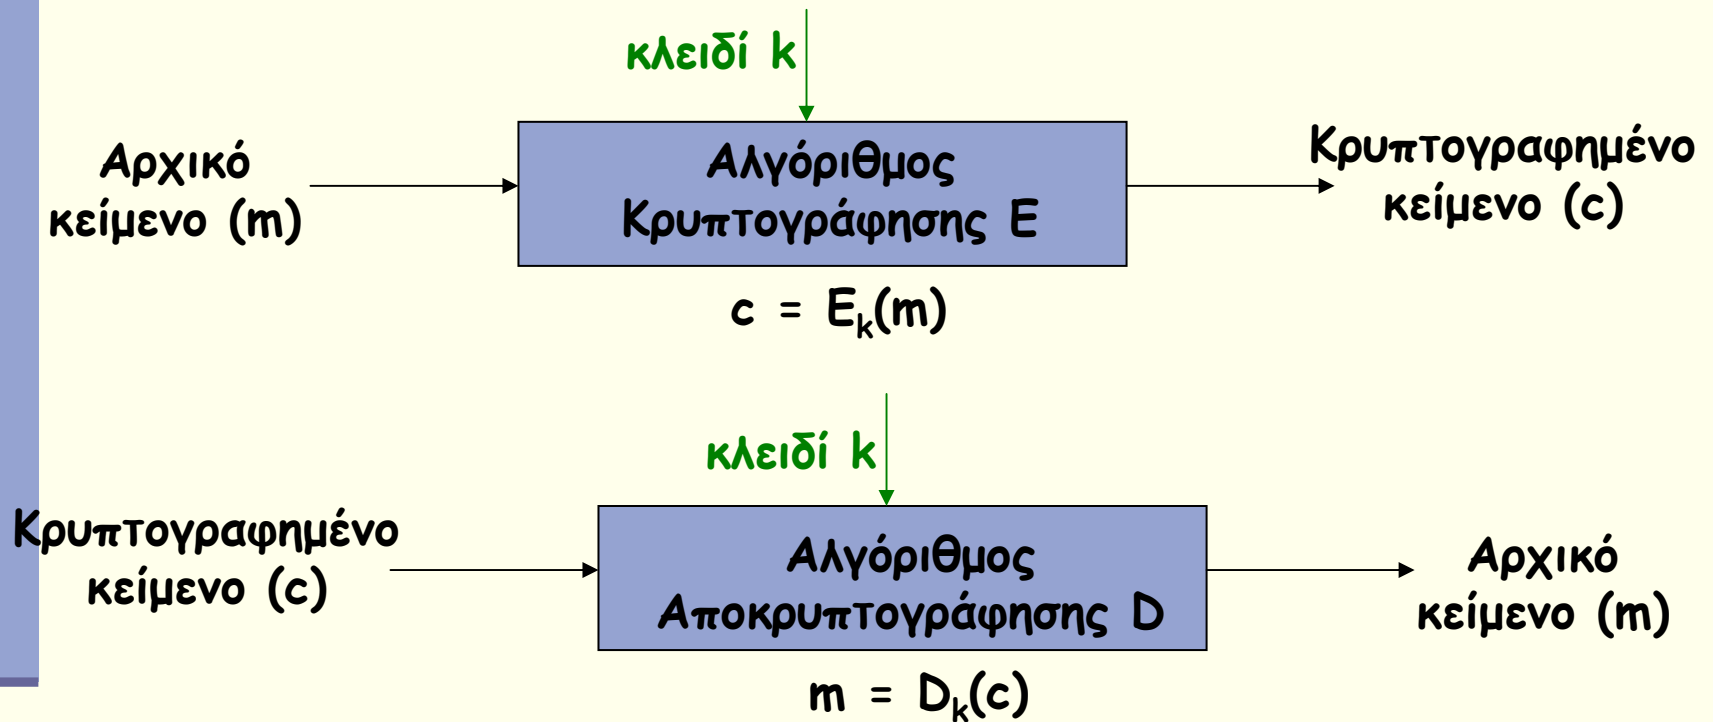 κλειδί k
Αρχικό
κείμενο (m)
Αλγόριθμος
Κρυπτογράφησης E
Κρυπτογραφημένο
κείμενο (c)
c = Eₖ(m)
κλειδί k
Κρυπτογραφημένο
κείμενο (c)
Αλγόριθμος
Αποκρυπτογράφησης D
Αρχικό
κείμενο (m)
m = Dₖ(c)